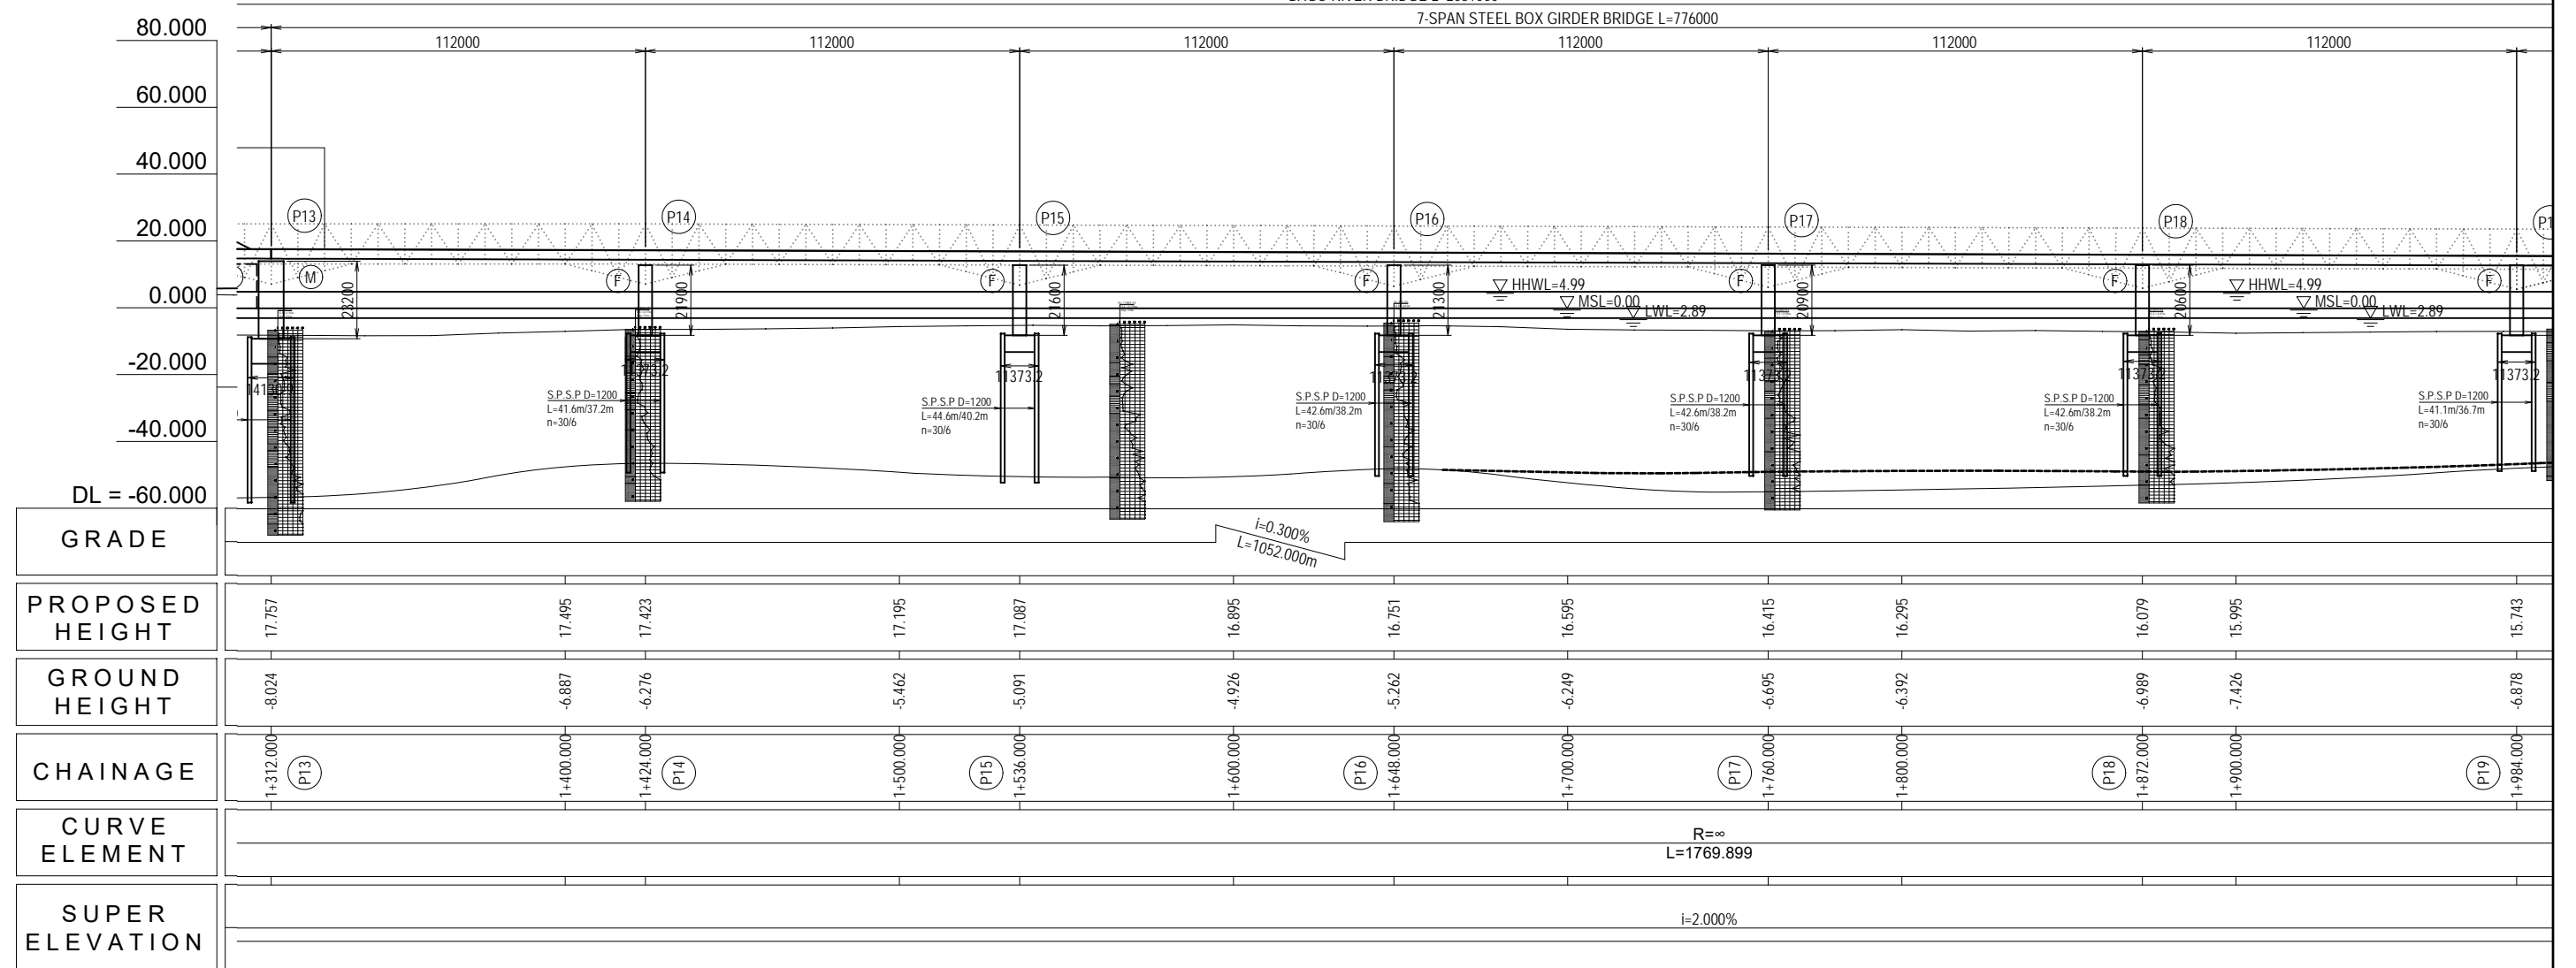 7-SPAN STEEL BOX GIRDER BRIDGE L=776000
112000 112000 112000 112000 112000 112000
80.000
60.000
40.000
20.000
0.000
-20.000
-40.000
DL = -60.000
P13 P14 P15 P16 P17 P18
M F F F F F F
23200 21900 21600 21300 20900 20600
HHWL=4.99 HHWL=4.99
MSL=0.00 MSL=0.00
LWL=2.89 LWL=2.89
11373.2 11373.2 11373.2 11373.2
S.P.S.P D=1200
L=41.6m/37.2m
n=30/6
S.P.S.P D=1200
L=44.6m/40.2m
n=30/6
S.P.S.P D=1200
L=42.6m/38.2m
n=30/6
S.P.S.P D=1200
L=42.6m/38.2m
n=30/6
S.P.S.P D=1200
L=42.6m/38.2m
n=30/6
S.P.S.P D=1200
L=41.1m/36.7m
n=30/6
GRADE
i=0.300%
L=1052.000m
PROPOSED
HEIGHT
17.757 17.495 17.423 17.195 17.087 16.895 16.751 16.595 16.415 16.295 16.079 15.995 15.743
GROUND
HEIGHT
-8.024 -6.887 -6.276 -5.462 -5.091 -4.926 -5.262 -6.249 -6.695 -6.392 -6.989 -7.426 -6.878
CHAINAGE
1+312.000 P13 1+400.000 1+424.000 P14 1+500.000 P15 1+536.000 1+600.000 P16 1+648.000 1+700.000 P17 1+760.000 1+800.000 P18 1+872.000 1+900.000 P19 1+984.000
CURVE
ELEMENT
R=∞
L=1769.899
SUPER
ELEVATION
i=2.000%